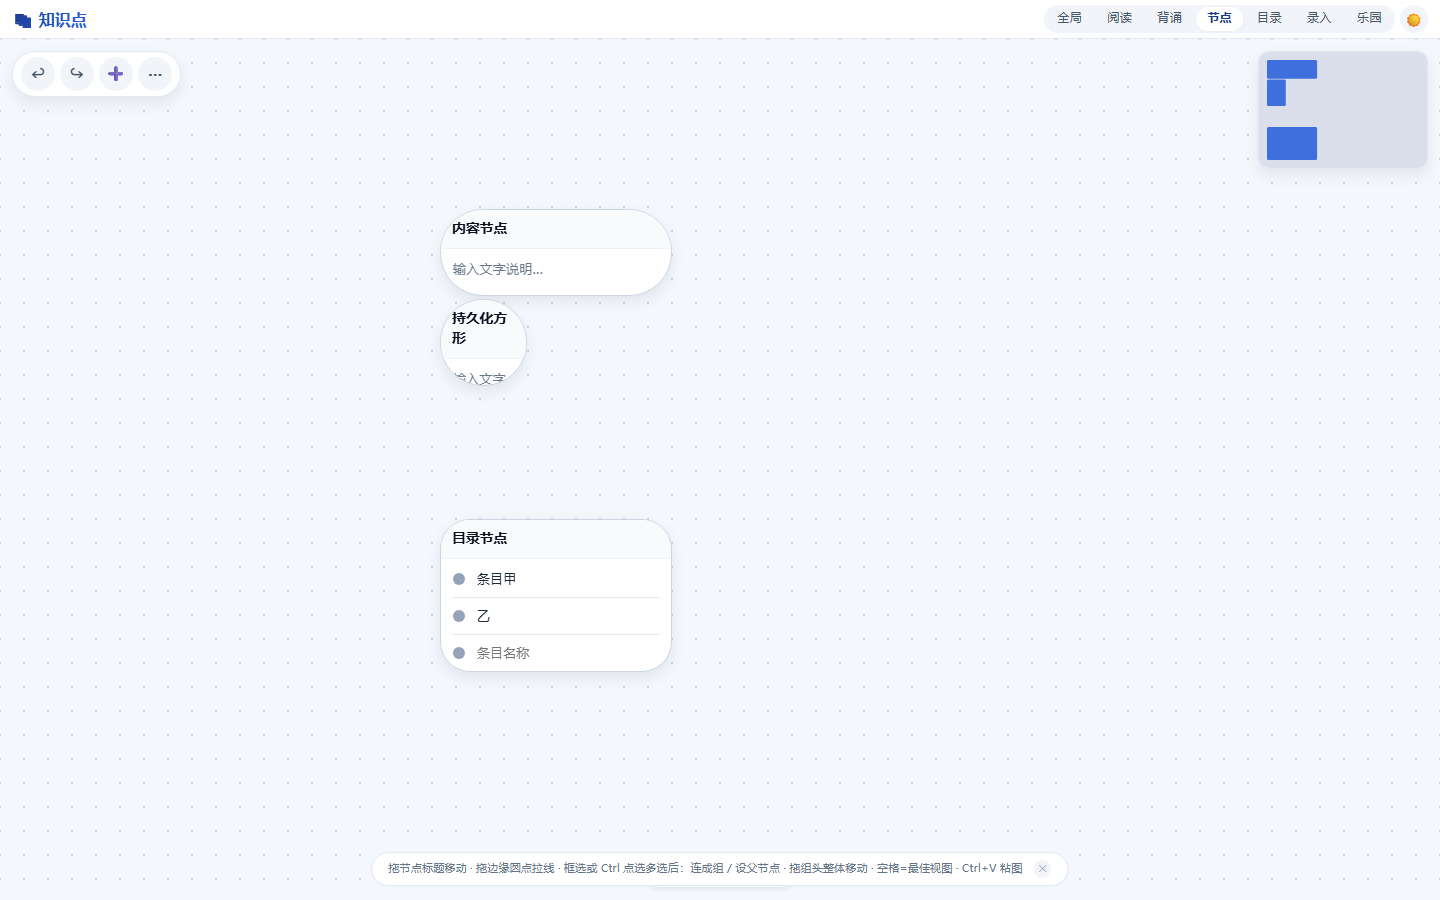 知识点
全局 阅读 背诵 节点 目录 录入 乐园
内容节点
输入文字说明...
持久化方
形
输入文字
目录节点
条目甲
乙
条目名称
拖节点标题移动 · 拖边缘圆点拉线 · 框选或 Ctrl 点选多选后：连成组 / 设父节点 · 拖组头整体移动 · 空格=最佳视图 · Ctrl+V 粘图